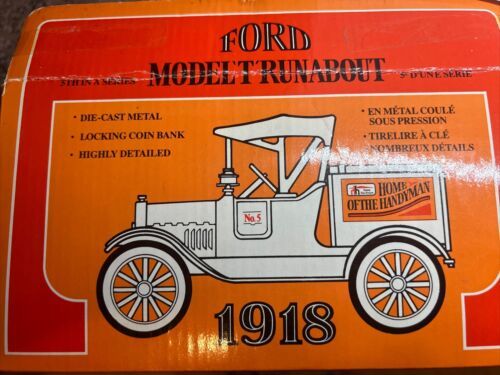 FORD
MODEL T RUNABOUT
5TH IN A SERIES
5e D'UNE SÉRIE
• DIE-CAST METAL
• LOCKING COIN BANK
• HIGHLY DETAILED
• EN MÉTAL COULÉ
SOUS PRESSION
• TIRELIRE À CLÉ
NOMBREUX DÉTAILS
No. 5
HOME
OF THE HANDYMAN
1918